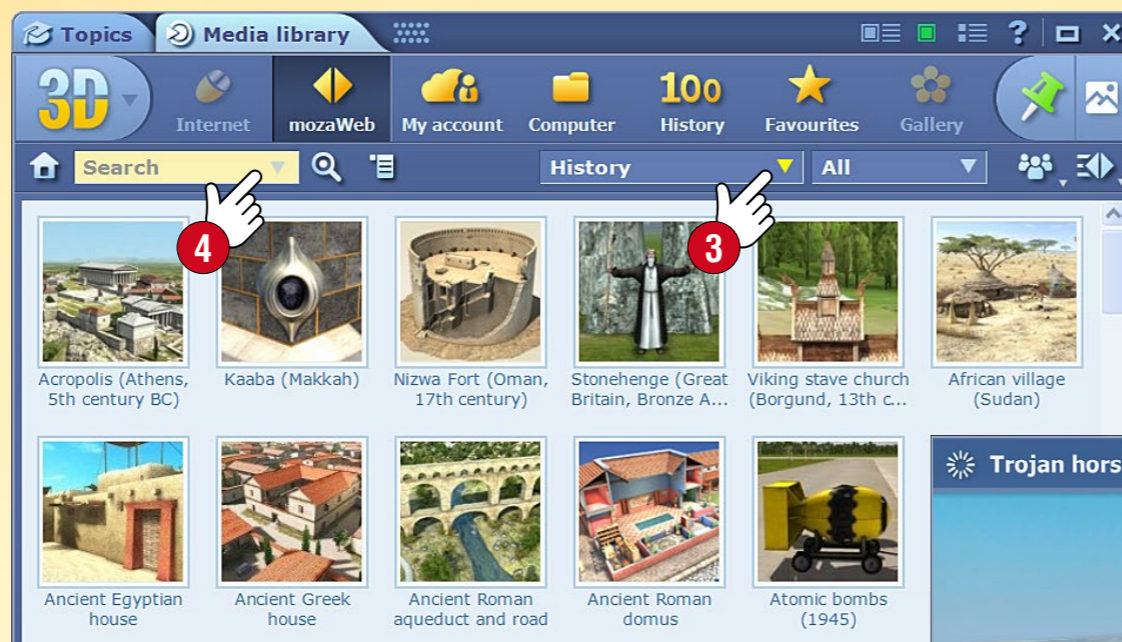 Topics Media library ?
3D Internet mozaWeb My account Computer 100 History Favourites Gallery
Search History All
4 3
Acropolis (Athens,
5th century BC)
Kaaba (Makkah)
Nizwa Fort (Oman,
17th century)
Stonehenge (Great
Britain, Bronze A...
Viking stave church
(Borgund, 13th c...
African village
(Sudan)
Trojan hors
Ancient Egyptian
house
Ancient Greek
house
Ancient Roman
aqueduct and road
Ancient Roman
domus
Atomic bombs
(1945)